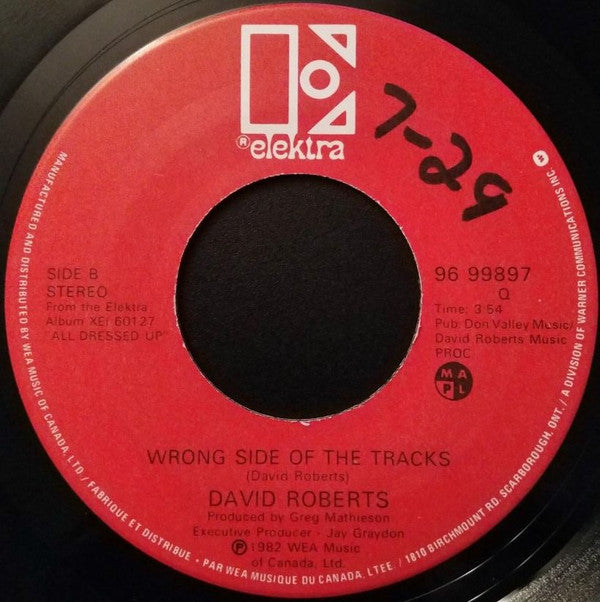 ® elektra
7-29
SIDE B
STEREO
From the Elektra
Album XEI 60127
"ALL DRESSED UP"
96 99897
Q
Time: 3:54
Pub: Don Valley Music/
David Roberts Music
PROC
M A
P L
WRONG SIDE OF THE TRACKS
(David Roberts)
DAVID ROBERTS
Produced by Greg Mathieson
Executive Producer - Jay Graydon
℗ 1982 WEA Music
of Canada, Ltd.
MANUFACTURED AND DISTRIBUTED BY WEA MUSIC OF CANADA, LTD. / FABRIQUE ET DISTRIBUE • PAR WEA MUSIQUE DU CANADA, LTEE. / 1810 BIRCHMOUNT RD. SCARBOROUGH, ONT. / A DIVISION OF WARNER COMMUNICATIONS INC.